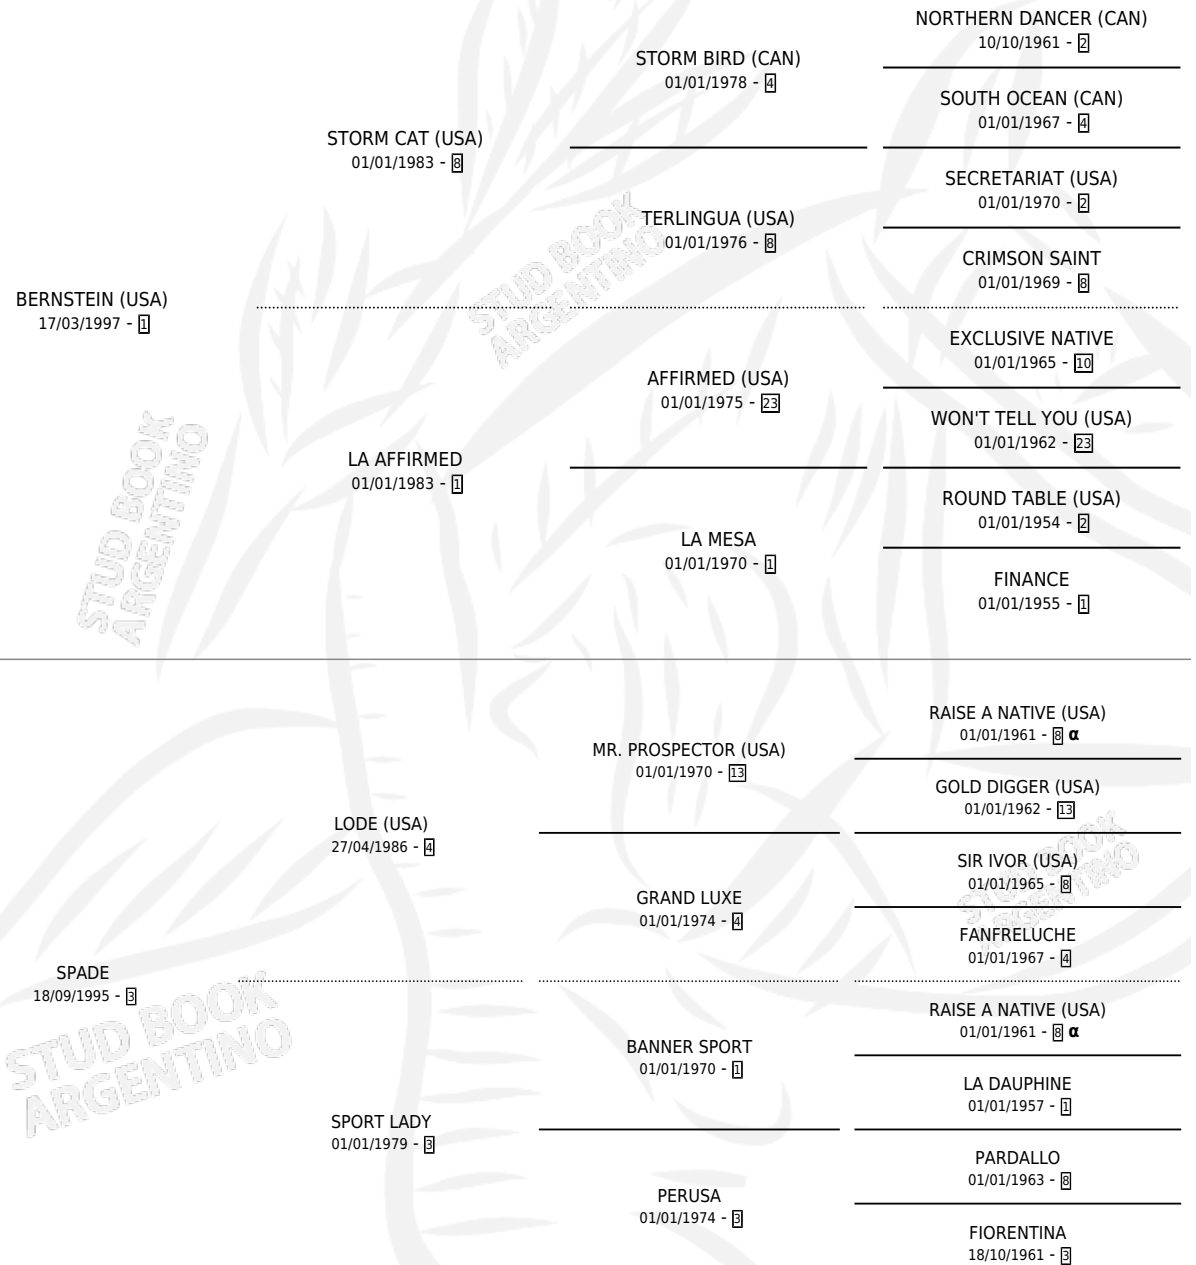 NORTHERN DANCER (CAN)
10/10/1961 - 2
STORM BIRD (CAN)
01/01/1978 - 4
SOUTH OCEAN (CAN)
01/01/1967 - 4
STORM CAT (USA)
01/01/1983 - 8
SECRETARIAT (USA)
01/01/1970 - 2
TERLINGUA (USA)
01/01/1976 - 8
CRIMSON SAINT
01/01/1969 - 8
BERNSTEIN (USA)
17/03/1997 - 1
EXCLUSIVE NATIVE
01/01/1965 - 10
AFFIRMED (USA)
01/01/1975 - 23
WON'T TELL YOU (USA)
01/01/1962 - 23
LA AFFIRMED
01/01/1983 - 1
ROUND TABLE (USA)
01/01/1954 - 2
LA MESA
01/01/1970 - 1
FINANCE
01/01/1955 - 1
RAISE A NATIVE (USA)
01/01/1961 - 8 α
MR. PROSPECTOR (USA)
01/01/1970 - 13
GOLD DIGGER (USA)
01/01/1962 - 13
LODE (USA)
27/04/1986 - 4
SIR IVOR (USA)
01/01/1965 - 8
GRAND LUXE
01/01/1974 - 4
FANFRELUCHE
01/01/1967 - 4
SPADE
18/09/1995 - 3
RAISE A NATIVE (USA)
01/01/1961 - 8 α
BANNER SPORT
01/01/1970 - 1
LA DAUPHINE
01/01/1957 - 1
SPORT LADY
01/01/1979 - 3
PARDALLO
01/01/1963 - 8
PERUSA
01/01/1974 - 3
FIORENTINA
18/10/1961 - 3
STUD BOOK
ARGENTINO
STUD BOOK
ARGENTINO
STUD BOOK
ARGENTINO
STUD BOOK
ARGENTINO